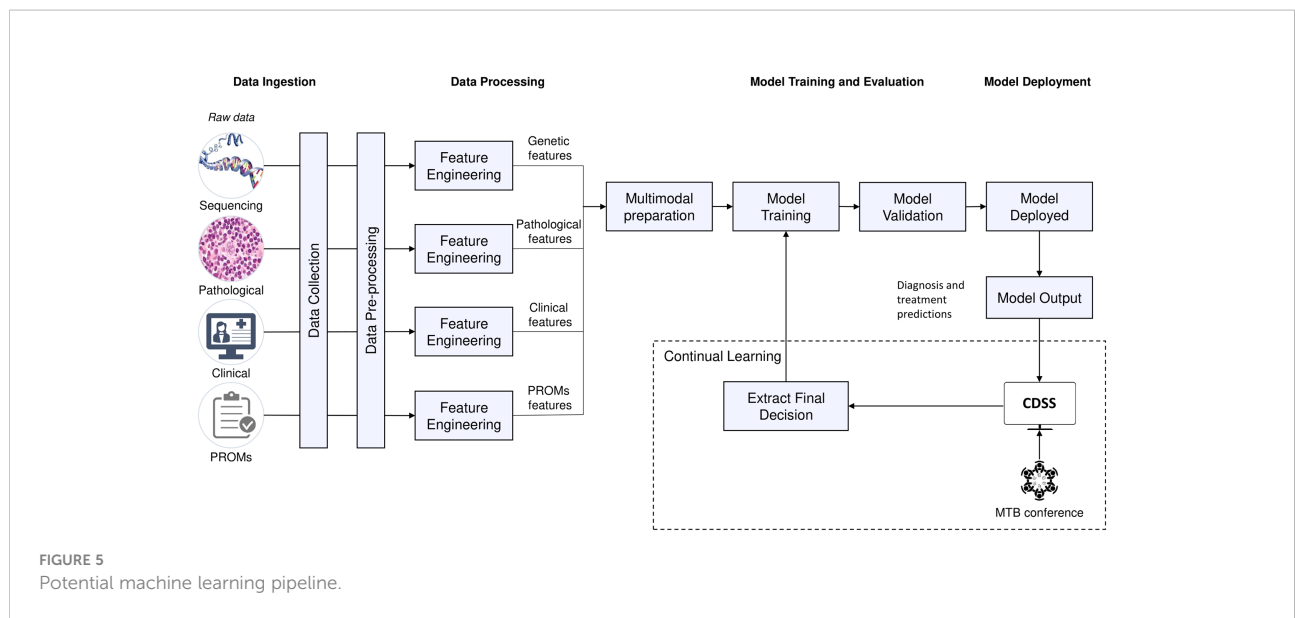 Data Ingestion
Data Processing
Model Training and Evaluation
Model Deployment
Raw data
Sequencing
Pathological
Clinical
PROMs
Data Collection
Data Pre-processing
Feature
Engineering
Genetic
features
Feature
Engineering
Pathological
features
Feature
Engineering
Clinical
features
Feature
Engineering
PROMs
features
Multimodal
preparation
Model
Training
Model
Validation
Model
Deployed
Diagnosis and
treatment
predictions
Model Output
Continual Learning
Extract Final
Decision
CDSS
MTB conference
FIGURE 5
Potential machine learning pipeline.